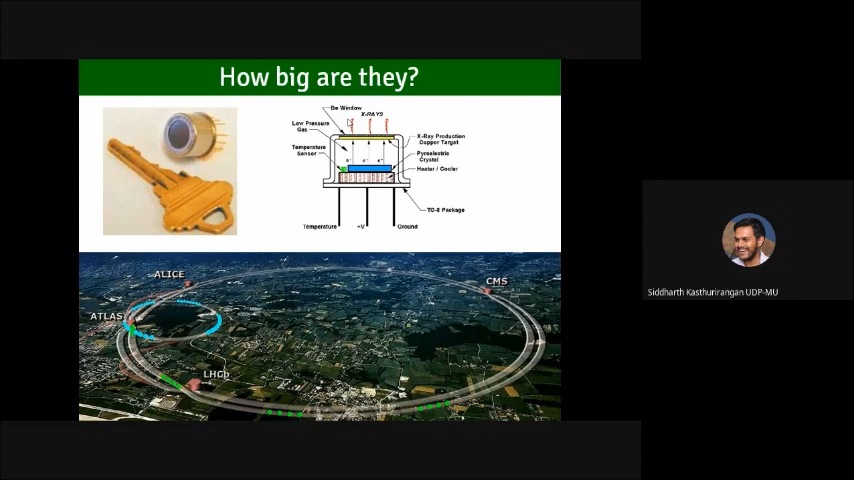 How big are they?
Be Window
X-RAYS
Low Pressure
Gas
X-Ray Production
Copper Target
Temperature
Sensor
Pyroelectric
Crystal
Heater / Cooler
TO-8 Package
Temperature
+V
Ground
ALICE
CMS
ATLAS
LHCb
Siddharth Kasthurirangan UDP-MU